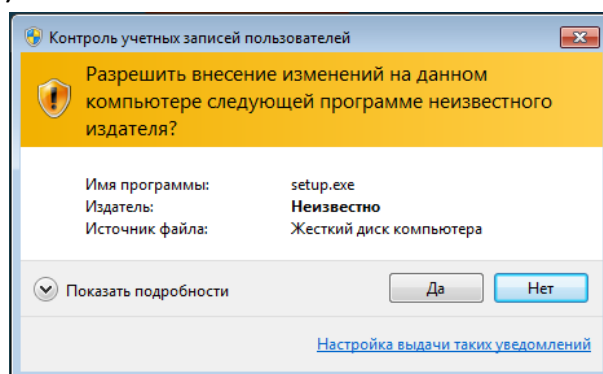 Контроль учетных записей пользователей
Разрешить внесение изменений на данном
компьютере следующей программе неизвестного
издателя?
Имя программы: setup.exe
Издатель: Неизвестно
Источник файла: Жесткий диск компьютера
Показать подробности Да Нет
Настройка выдачи таких уведомлений